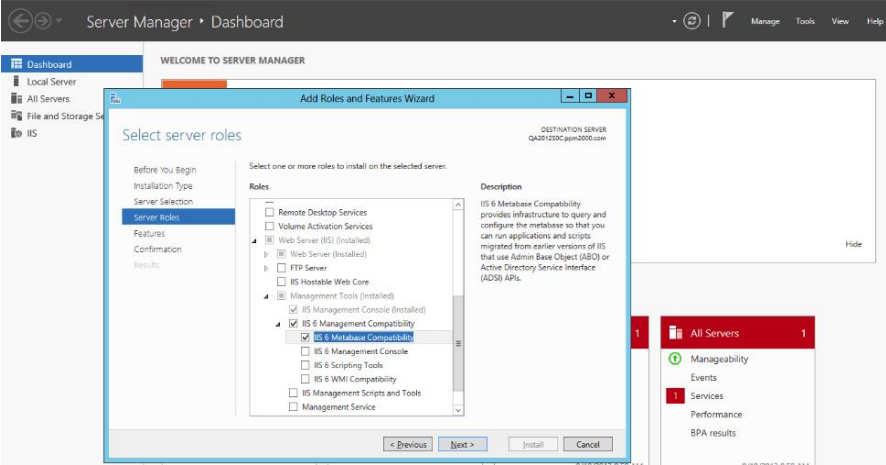 Server Manager • Dashboard
Manage Tools View Help
Dashboard
Local Server
All Servers
File and Storage Se
IIS
WELCOME TO SERVER MANAGER
Add Roles and Features Wizard
Select server roles
DESTINATION SERVER
QA201250C.ppm2000.com
Before You Begin
Installation Type
Server Selection
Server Roles
Features
Confirmation
Results
Select one or more roles to install on the selected server.
Roles
Remote Desktop Services
Volume Activation Services
Web Server (IIS) (Installed)
Web Server (Installed)
FTP Server
IIS Hostable Web Core
Management Tools (Installed)
IIS Management Console (Installed)
IIS 6 Management Compatibility
IIS 6 Metabase Compatibility
IIS 6 Management Console
IIS 6 Scripting Tools
IIS 6 WMI Compatibility
IIS Management Scripts and Tools
Management Service
Description
IIS 6 Metabase Compatibility
provides infrastructure to query and
configure the metabase so that you
can run applications and scripts
migrated from earlier versions of IIS
that use Admin Base Object (ABO) or
Active Directory Service Interface
(ADSI) APIs.
< Previous Next > Install Cancel
Hide
1
All Servers 1
Manageability
Events
1 Services
Performance
BPA results